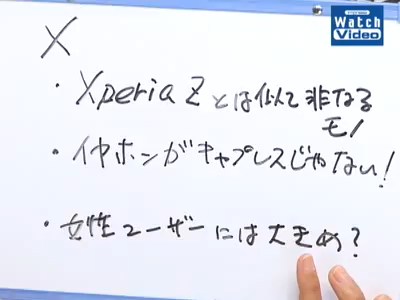 Watch
Video
X
・Xperia Zとは似て非なる
モノ
・イヤホンがキャプレスじゃない!
・女性ユーザーには大きめ?